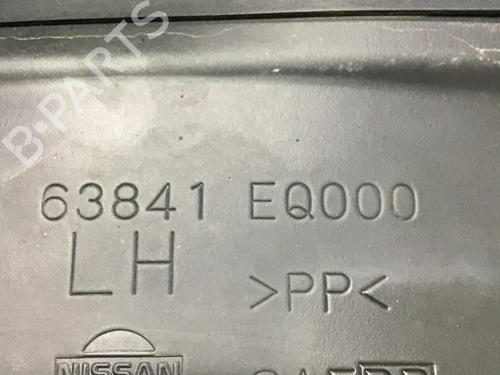 B-PARTS
63841 EQ000
LH >PP<
NISSAN